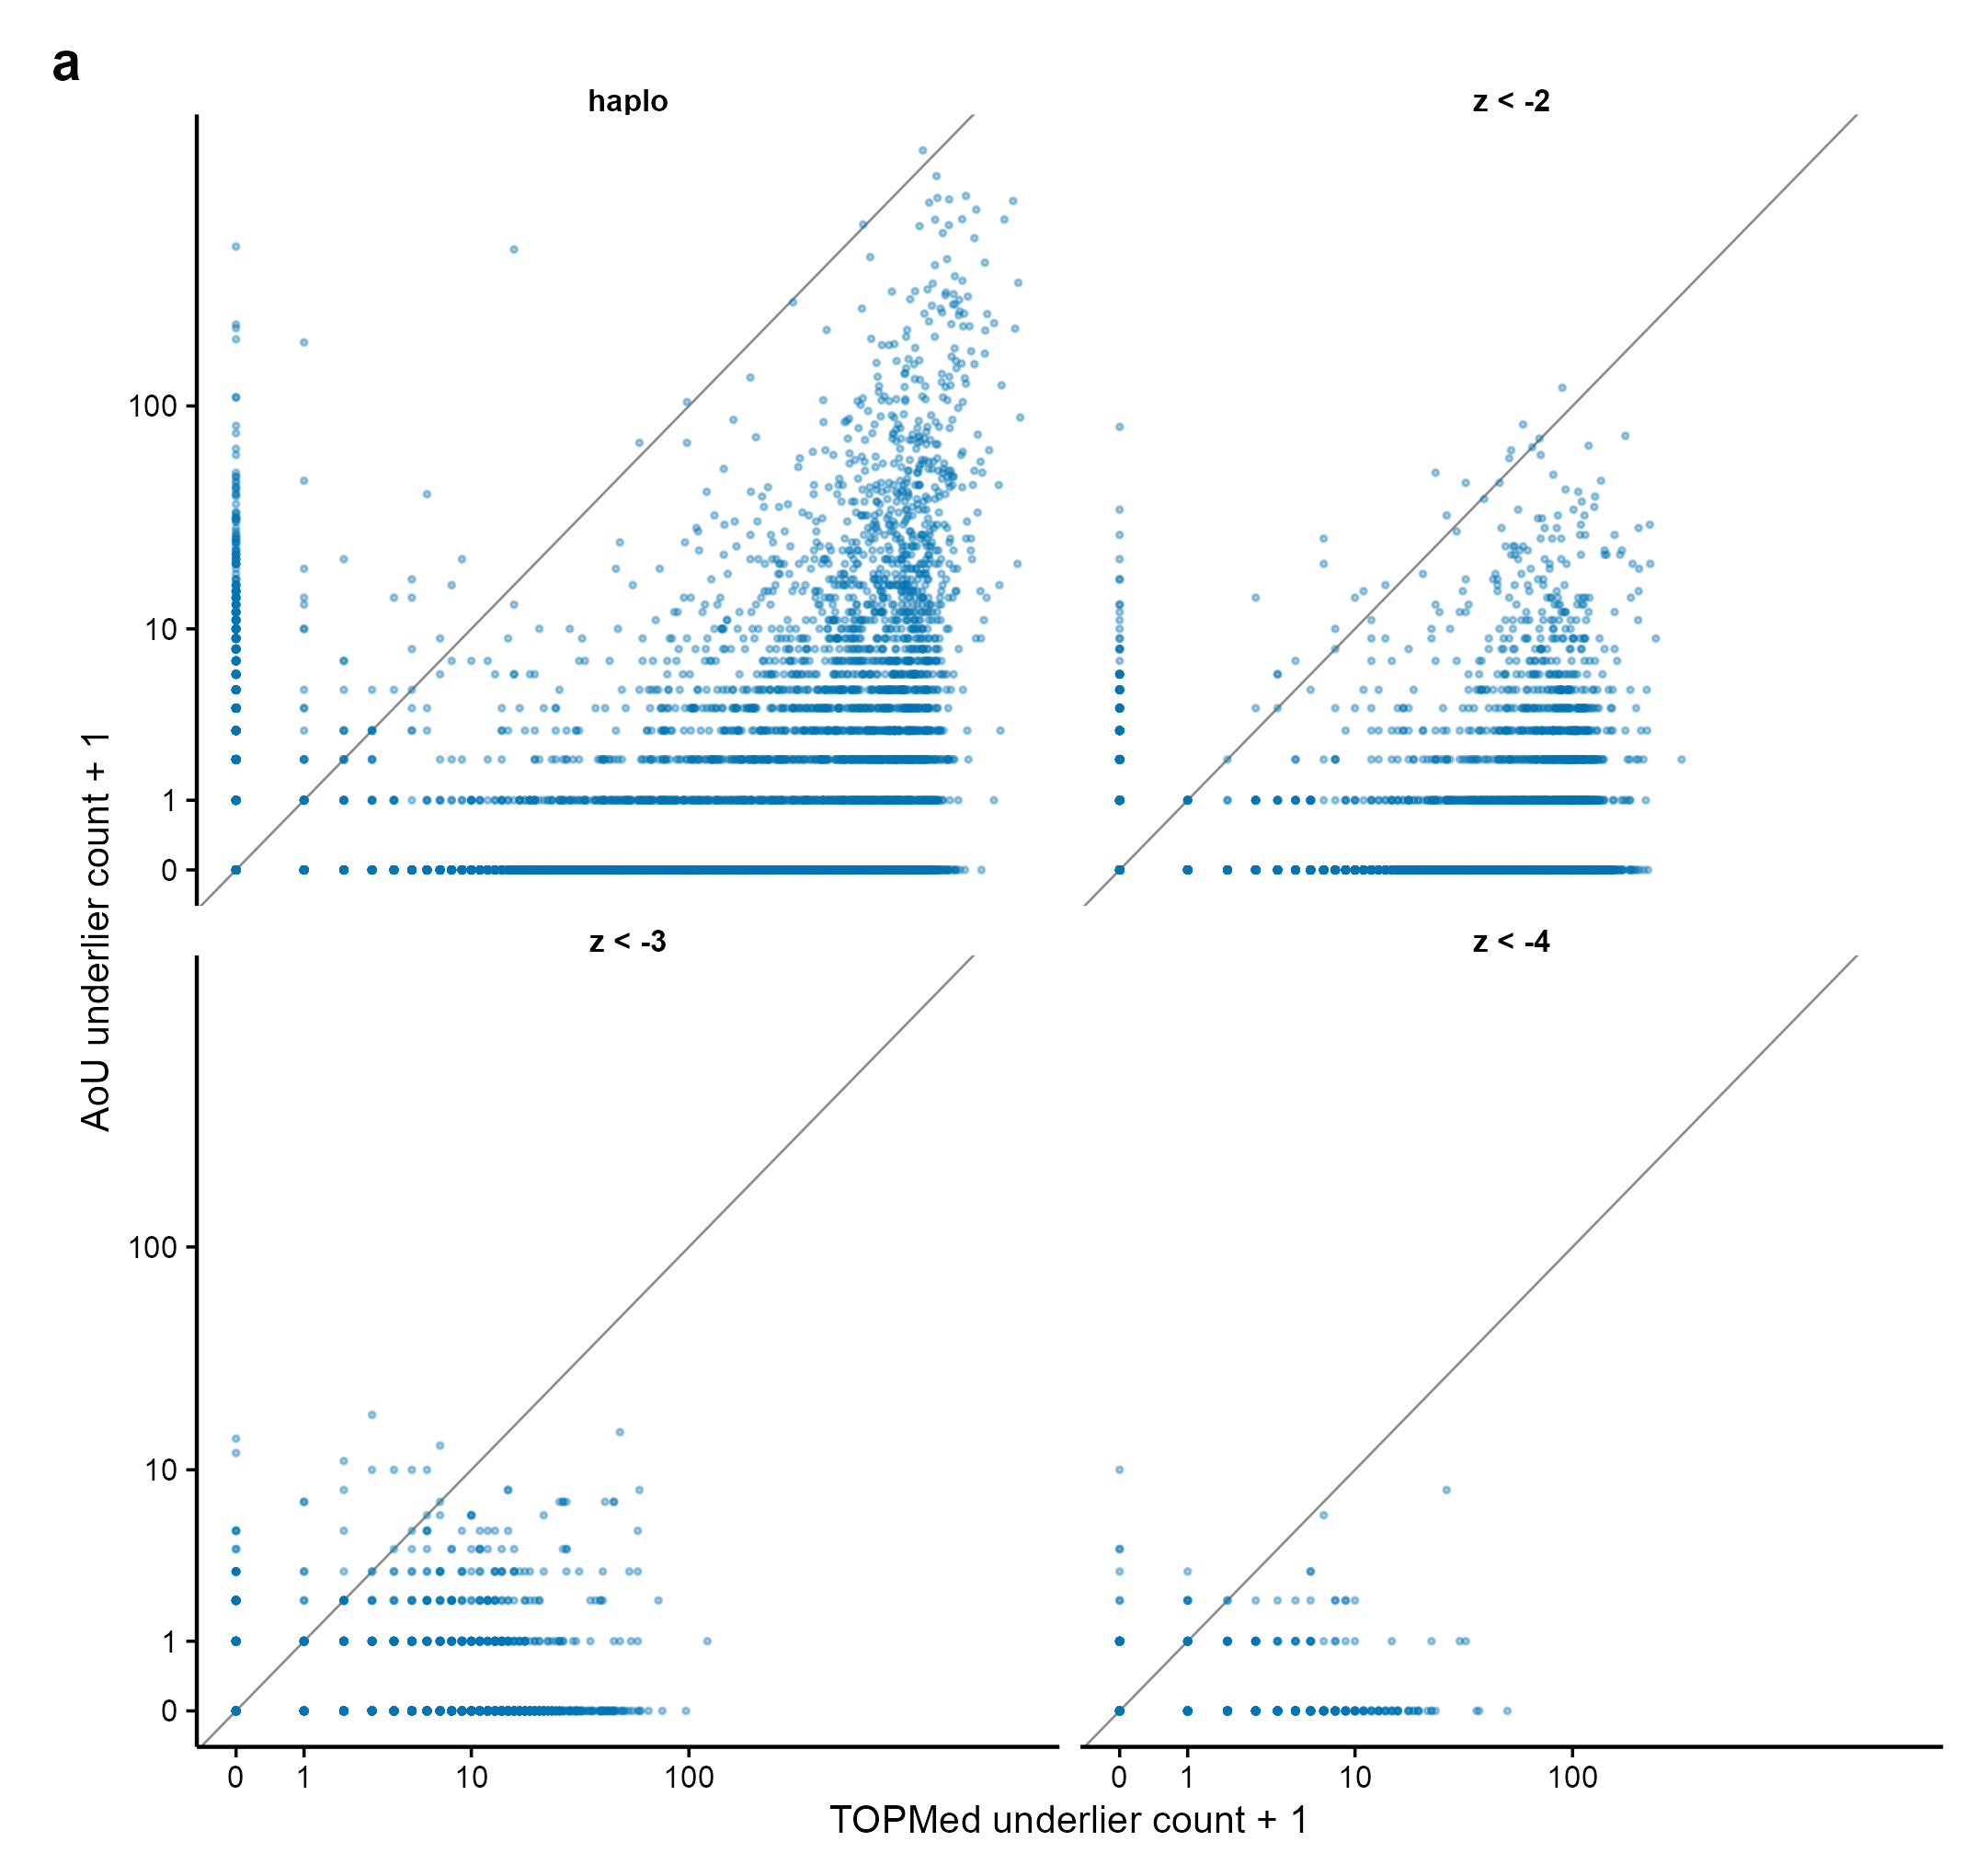 a
haplo
z < -2
100
10
1
0
z < -3
z < -4
100
10
1
0
AoU underlier count + 1
0 1 10 100
0 1 10 100
TOPMed underlier count + 1